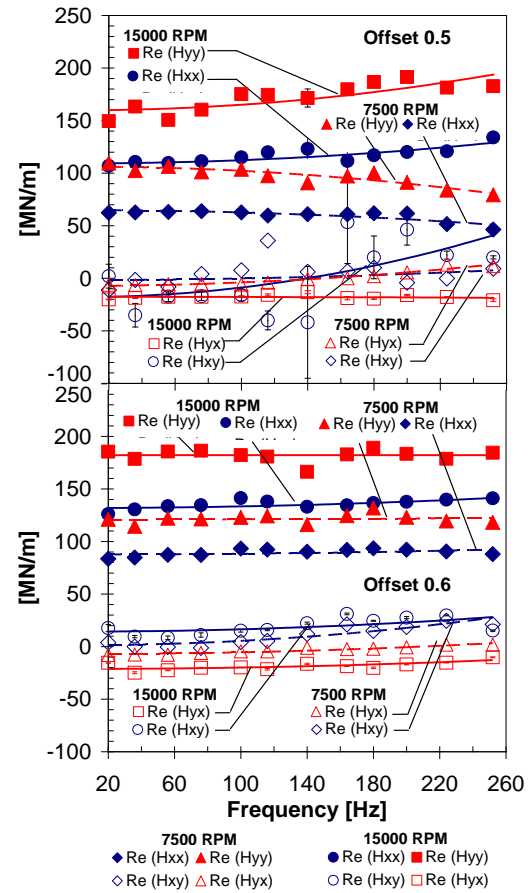 250
200
150
100
50
0
-50
-100
[MN/m]
15000 RPM
Re (Hyy)
Re (Hxx)
Offset 0.5
7500 RPM
Re (Hyy) Re (Hxx)
15000 RPM
Re (Hyx)
Re (Hxy)
7500 RPM
Re (Hyx)
Re (Hxy)
250
200
150
100
50
0
-50
-100
[MN/m]
15000 RPM
Re (Hyy) Re (Hxx)
7500 RPM
Re (Hyy) Re (Hxx)
Offset 0.6
15000 RPM
Re (Hyx)
Re (Hxy)
7500 RPM
Re (Hyx)
Re (Hxy)
20 60 100 140 180 220 260
Frequency [Hz]
7500 RPM
Re (Hxx) Re (Hyy)
Re (Hxy) Re (Hyx)
15000 RPM
Re (Hxx) Re (Hyy)
Re (Hxy) Re (Hyx)